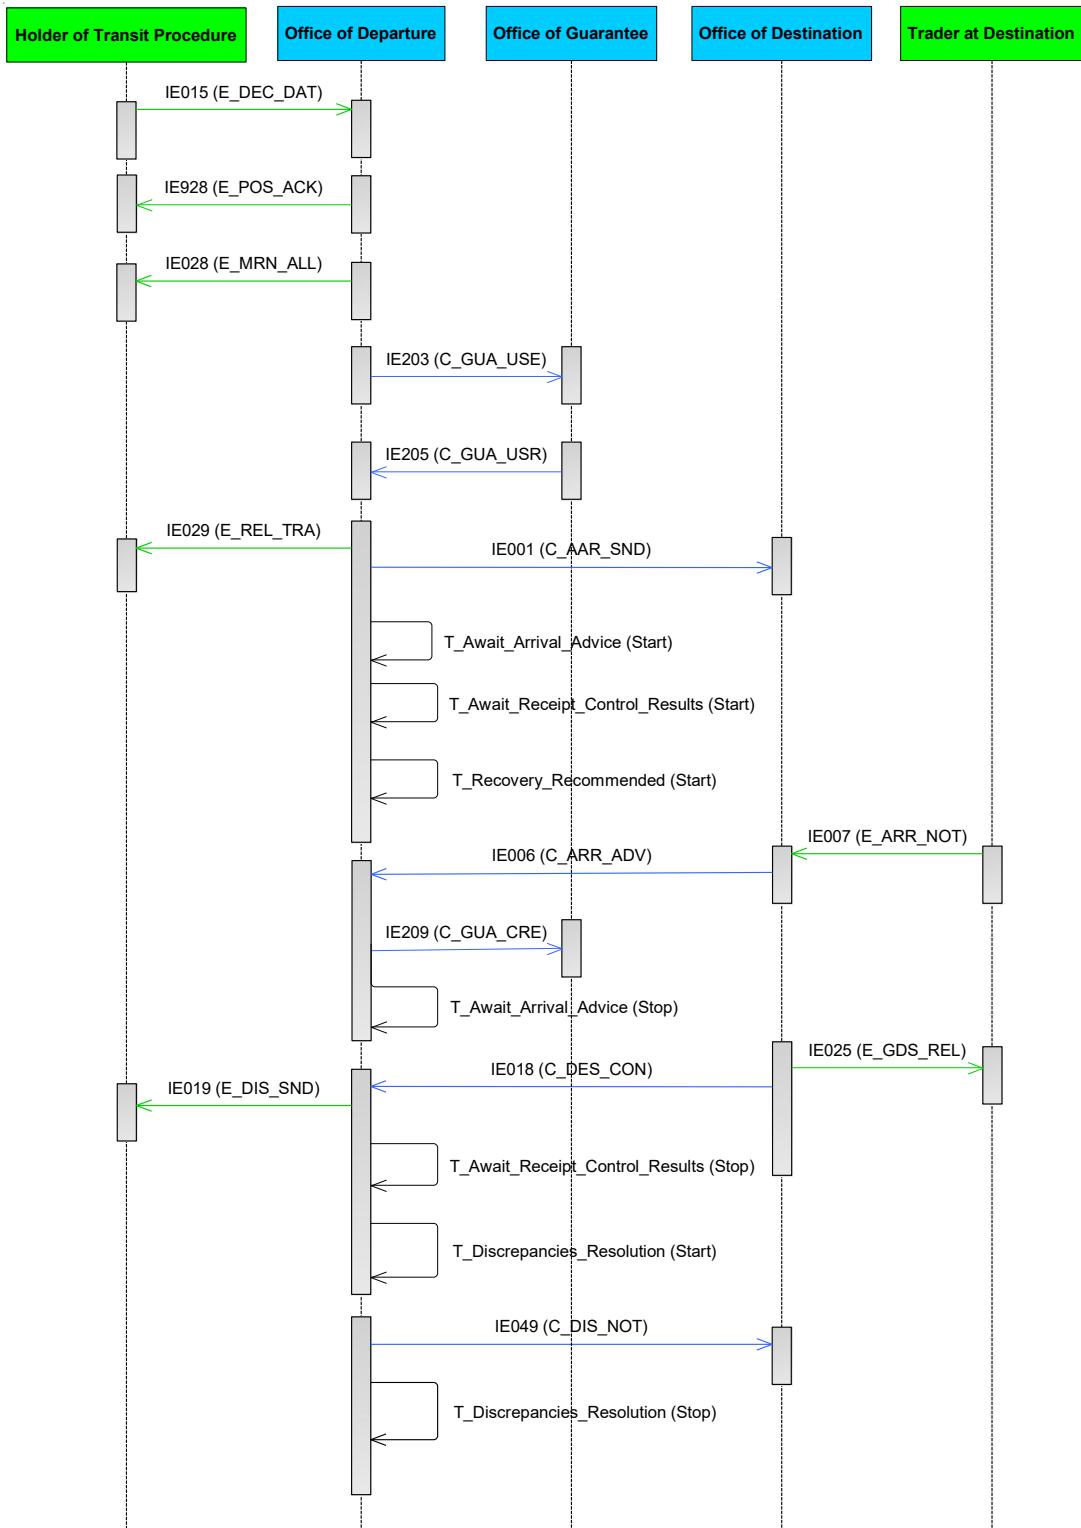 Holder of Transit Procedure
Office of Departure
Office of Guarantee
Office of Destination
Trader at Destination
IE015 (E_DEC_DAT)
IE928 (E_POS_ACK)
IE028 (E_MRN_ALL)
IE203 (C_GUA_USE)
IE205 (C_GUA_USR)
IE029 (E_REL_TRA)
IE001 (C_AAR_SND)
T_Await_Arrival_Advice (Start)
T_Await_Receipt_Control_Results (Start)
T_Recovery_Recommended (Start)
IE007 (E_ARR_NOT)
IE006 (C_ARR_ADV)
IE209 (C_GUA_CRE)
T_Await_Arrival_Advice (Stop)
IE025 (E_GDS_REL)
IE018 (C_DES_CON)
IE019 (E_DIS_SND)
T_Await_Receipt_Control_Results (Stop)
T_Discrepancies_Resolution (Start)
IE049 (C_DIS_NOT)
T_Discrepancies_Resolution (Stop)